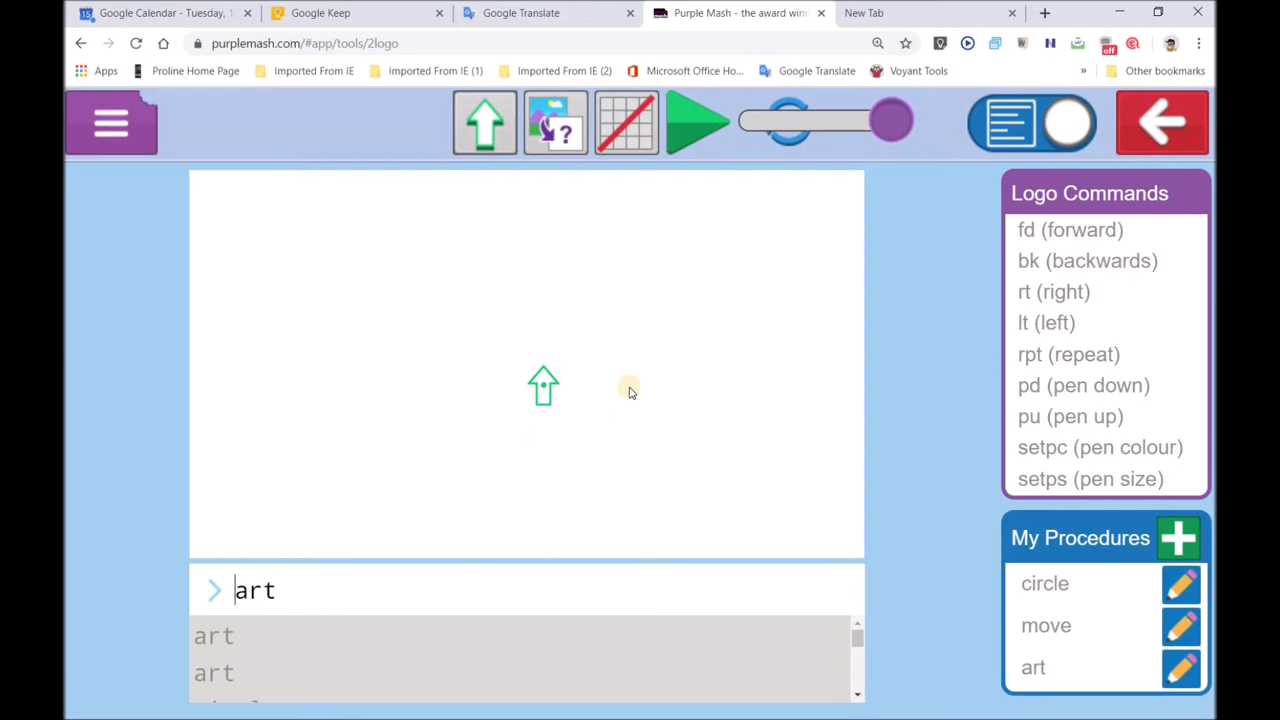 Google Calendar - Tuesday, 1
Google Keep
Google Translate
Purple Mash - the award winn
New Tab
purplemash.com/#app/tools/2logo
off
Apps
Proline Home Page
Imported From IE
Imported From IE (1)
Imported From IE (2)
Microsoft Office Ho...
Google Translate
Voyant Tools
»
Other bookmarks
?
Logo Commands
fd (forward)
bk (backwards)
rt (right)
lt (left)
rpt (repeat)
pd (pen down)
pu (pen up)
setpc (pen colour)
setps (pen size)
My Procedures
circle
move
art
> art
art
art